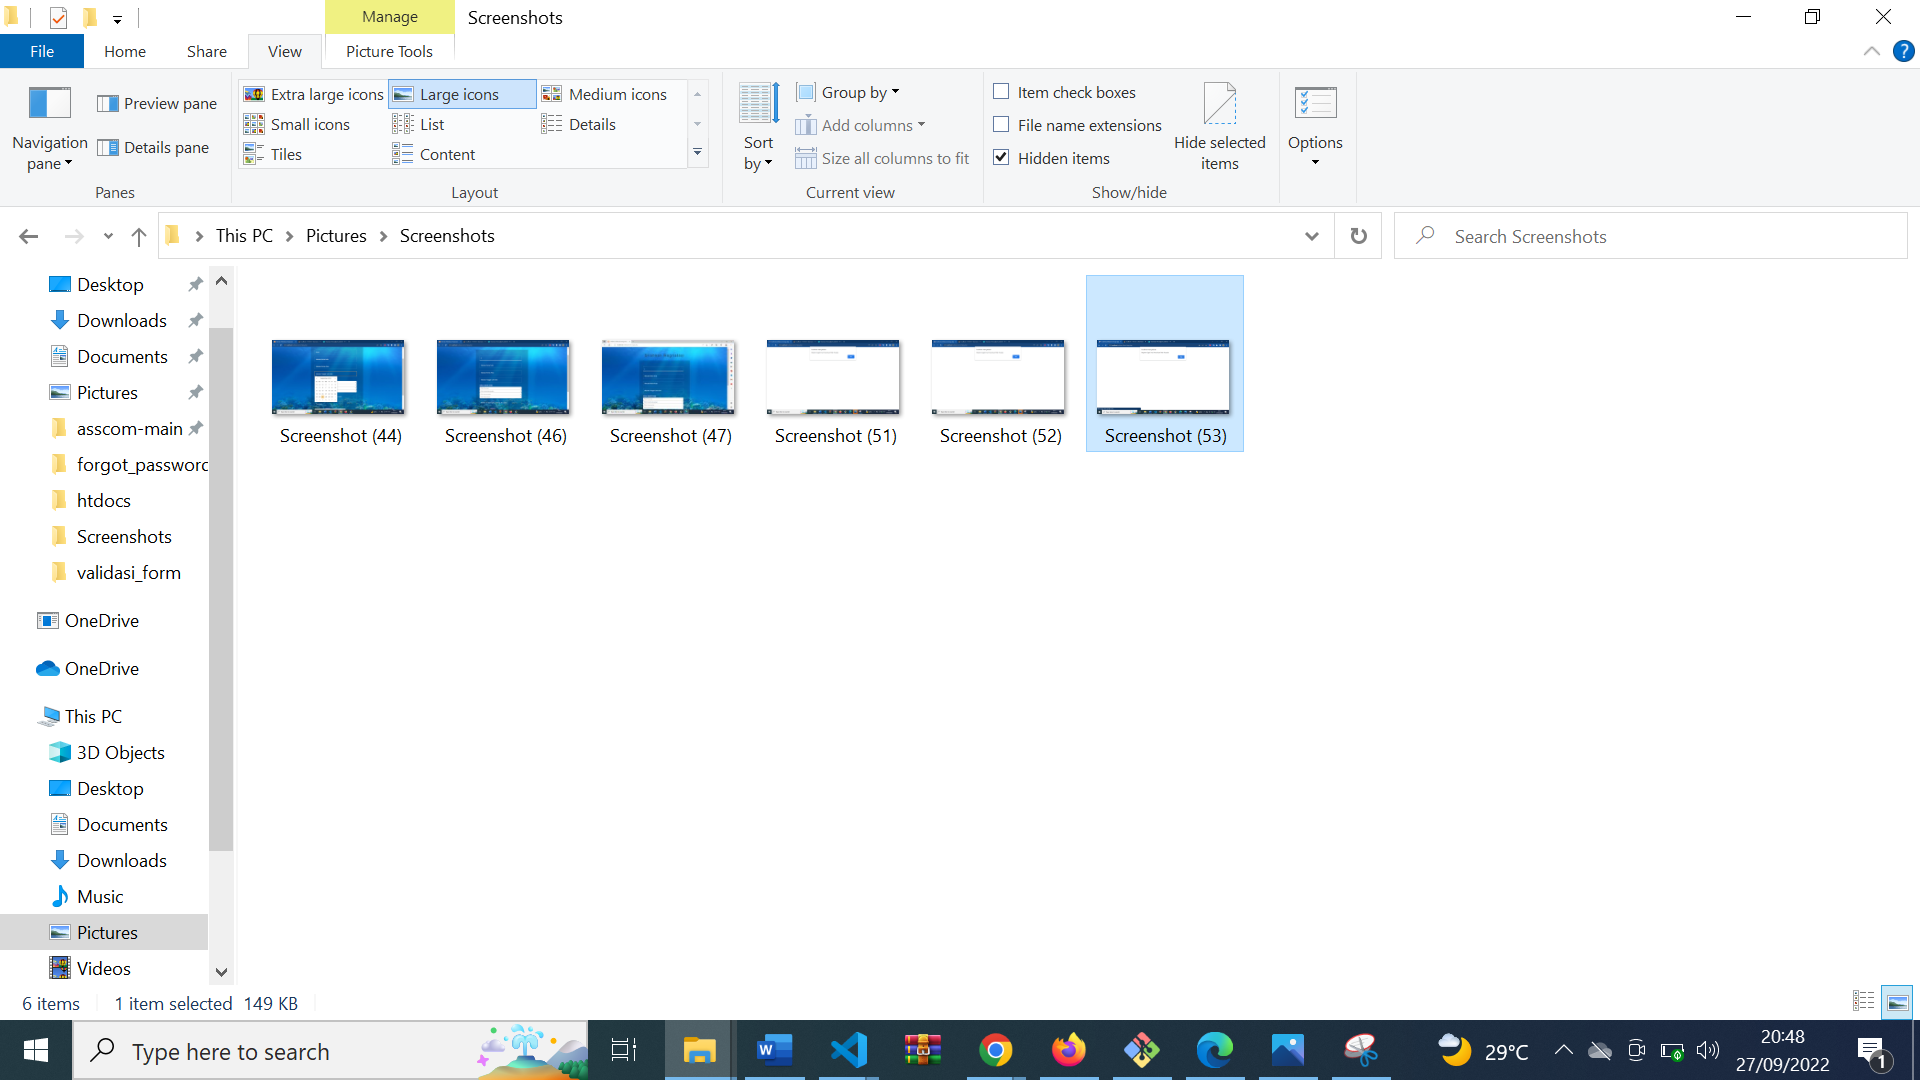 Manage
Screenshots
File
Home
Share
View
Picture Tools
Navigation pane
Preview pane
Details pane
Panes
Extra large icons
Large icons
Medium icons
Small icons
List
Details
Tiles
Content
Layout
Sort by
Group by
Add columns
Size all columns to fit
Current view
Item check boxes
File name extensions
Hidden items
Hide selected items
Show/hide
Options
This PC
Pictures
Screenshots
Search Screenshots
Desktop
Downloads
Documents
Pictures
asscom-main
forgot_password
htdocs
Screenshots
validasi_form
OneDrive
OneDrive
This PC
3D Objects
Desktop
Documents
Downloads
Music
Pictures
Videos
Screenshot (44)
Screenshot (46)
Screenshot (47)
Screenshot (51)
Screenshot (52)
Screenshot (53)
6 items
1 item selected 149 KB
Type here to search
29°C
20:48
27/09/2022
1